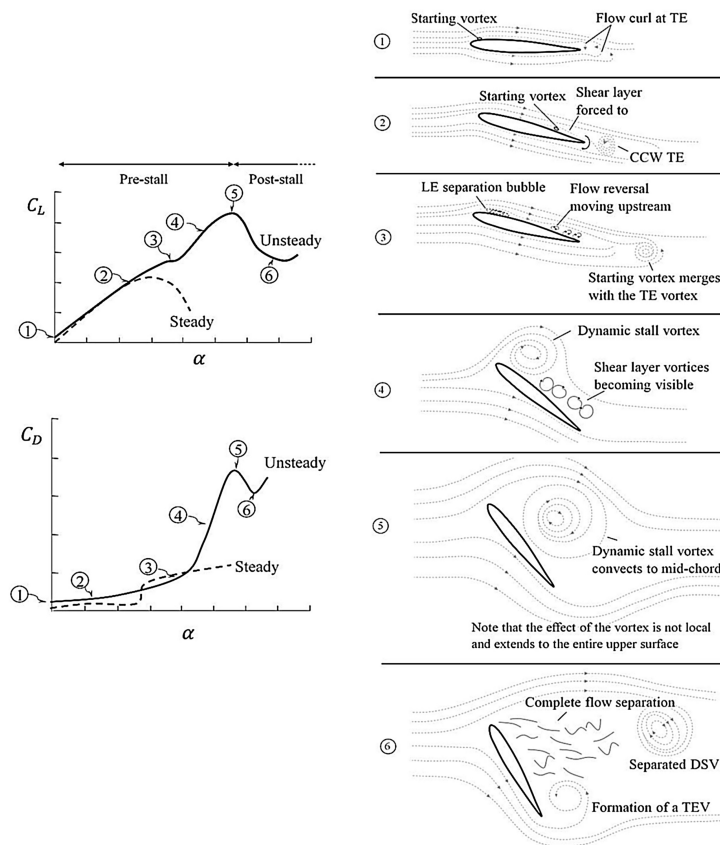 Pre-stall
Post-stall
C_L
①
②
③
④
⑤
⑥
Unsteady
Steady
α
C_D
①
②
③
④
⑤
⑥
Unsteady
Steady
α
①
Starting vortex
Flow curl at TE
②
Starting vortex
Shear layer
forced to
CCW TE
③
LE separation bubble
Flow reversal
moving upstream
Starting vortex merges
with the TE vortex
④
Dynamic stall vortex
Shear layer vortices
becoming visible
⑤
Dynamic stall vortex
convects to mid-chord
Note that the effect of the vortex is not local
and extends to the entire upper surface
⑥
Complete flow separation
Separated DSV
Formation of a TEV